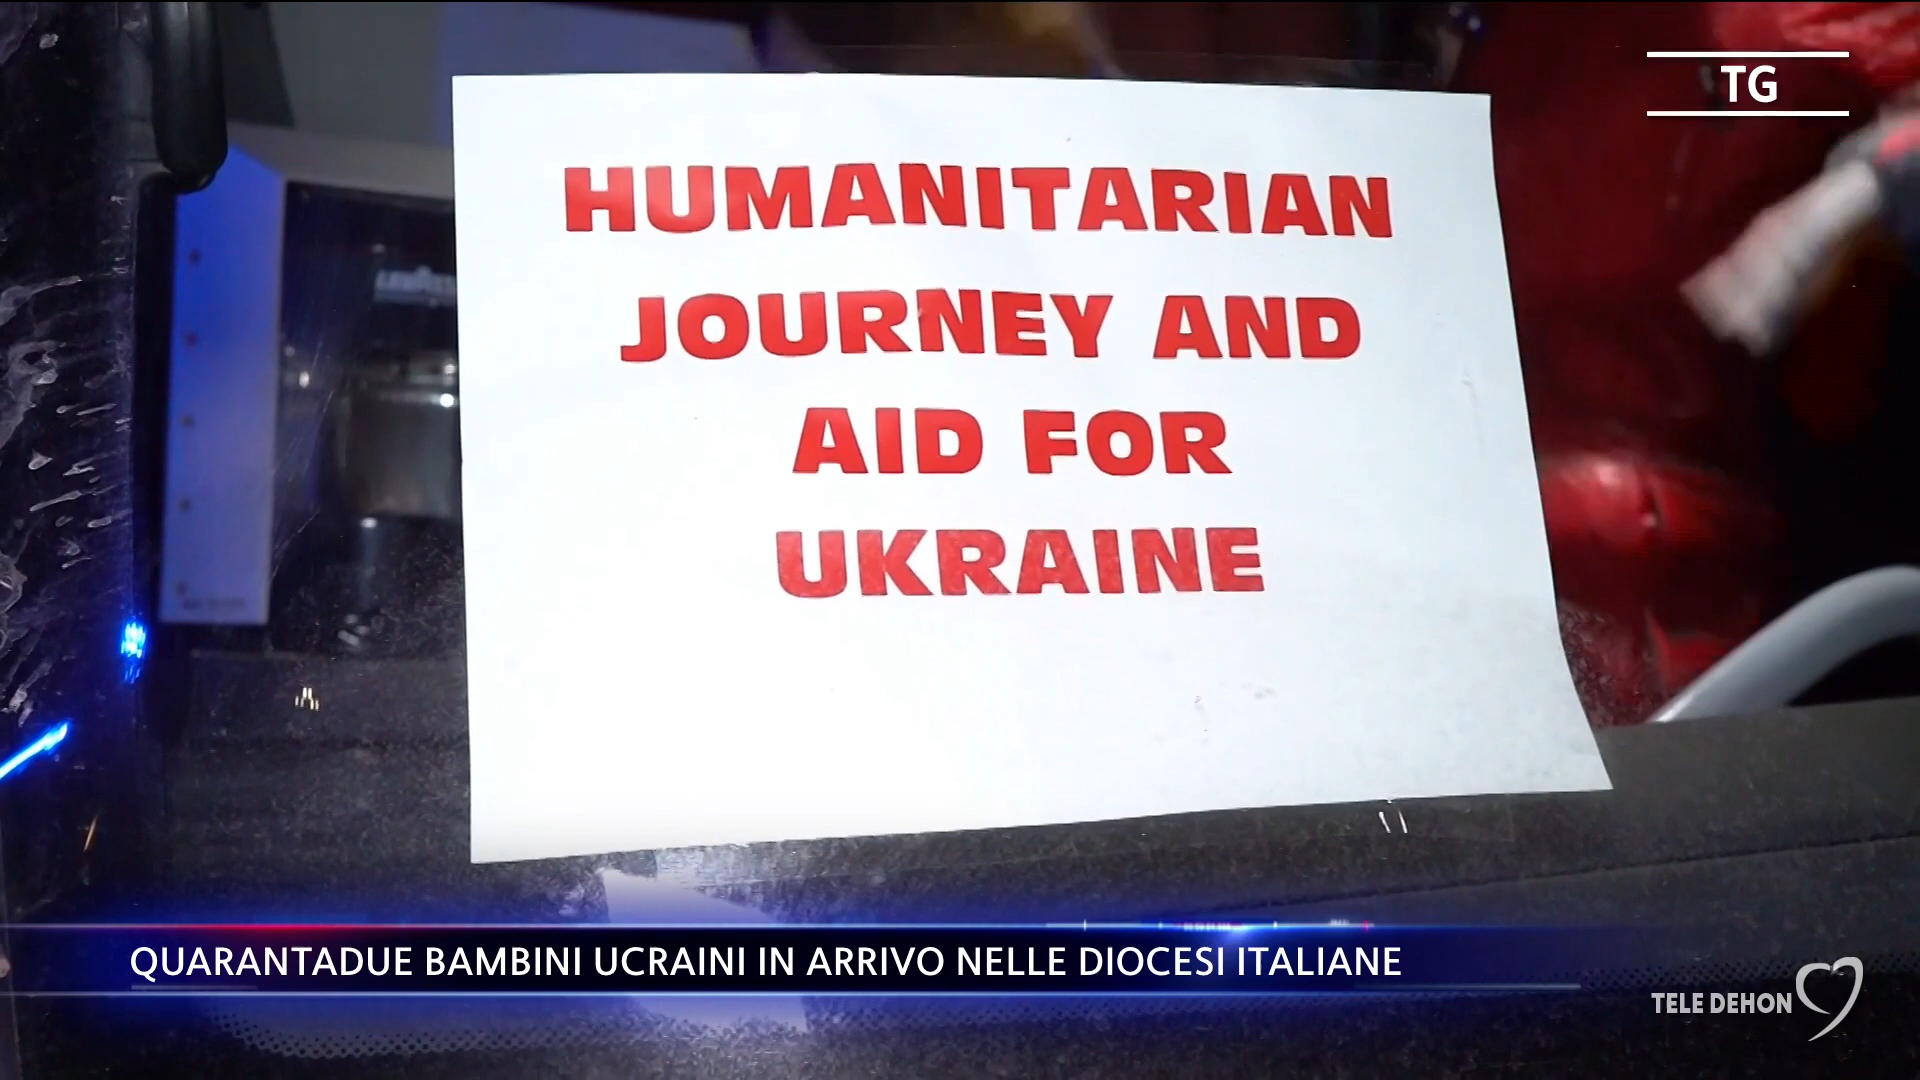 TG
HUMANITARIAN
JOURNEY AND
AID FOR
UKRAINE
QUARANTADUE BAMBINI UCRAINI IN ARRIVO NELLE DIOCESI ITALIANE
TELE DEHON